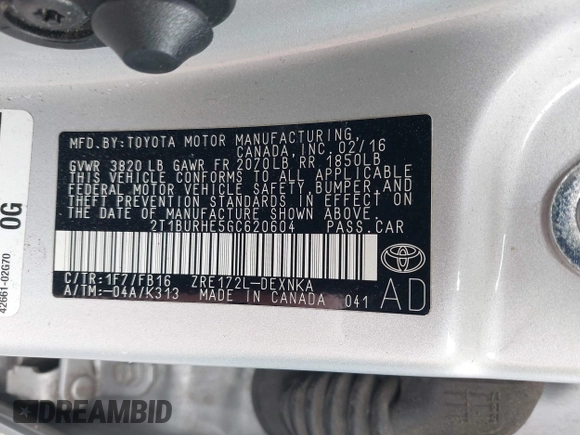 MFD.BY:TOYOTA MOTOR MANUFACTURING,
CANADA, INC. 02/16
GVWR 3820 LB GAWR FR 2070LB RR 1850LB
THIS VEHICLE CONFORMS TO ALL APPLICABLE
FEDERAL MOTOR VEHICLE SAFETY, BUMPER, AND
THEFT PREVENTION STANDARDS IN EFFECT ON
THE DATE OF MANUFACTURE SHOWN ABOVE.
2T1BURHE5GC620604 PASS.CAR
C/TR:1F7/FB16 ZRE172L-DEXNKA
A/TM:-04A/K313 MADE IN CANADA 041
TOYOTA
AD
0G
42661-02G70
DREAMBID